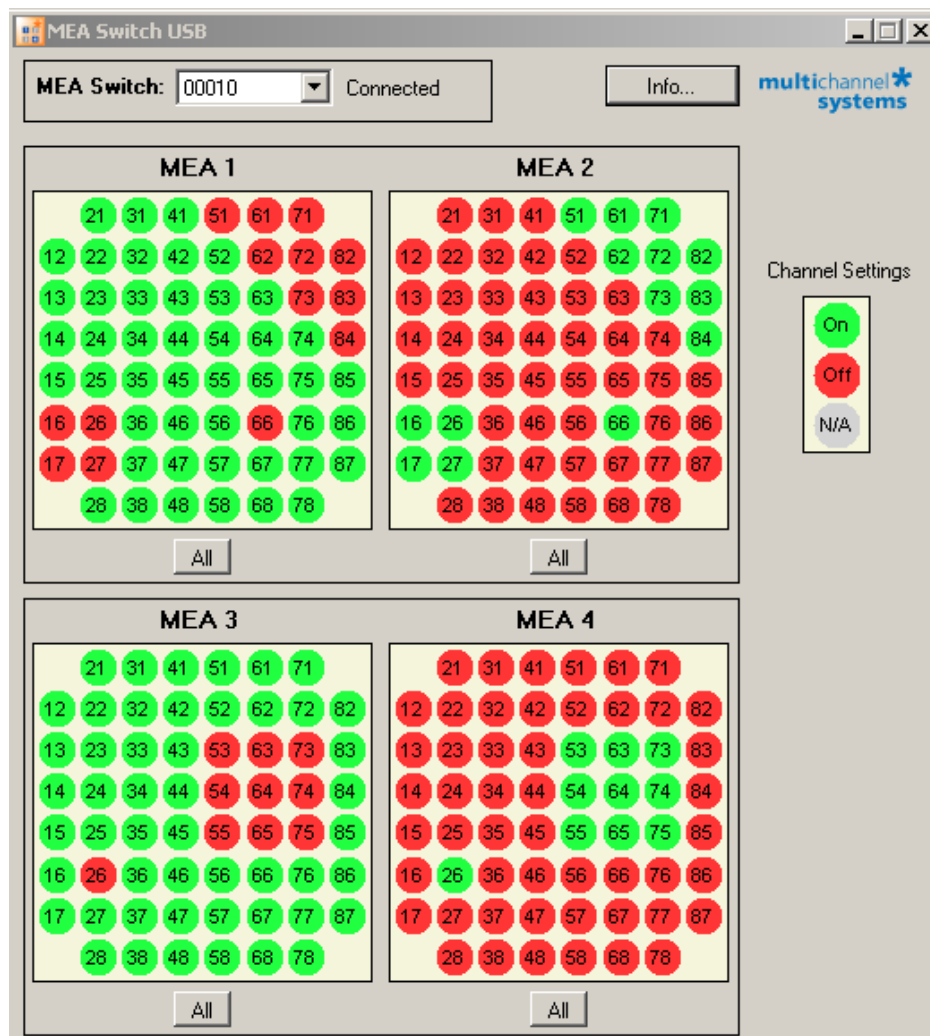 MEA Switch USB
MEA Switch: 00010 Connected Info... multichannel*
systems
MEA 1 MEA 2
21 31 41 51 61 71 21 31 41 51 61 71
12 22 32 42 52 62 72 82 12 22 32 42 52 62 72 82
Channel Settings
13 23 33 43 53 63 73 83 13 23 33 43 53 63 73 83
On
14 24 34 44 54 64 74 84 14 24 34 44 54 64 74 84
Off
15 25 35 45 55 65 75 85 15 25 35 45 55 65 75 85
N/A
16 26 36 46 56 66 76 86 16 26 36 46 56 66 76 86
17 27 37 47 57 67 77 87 17 27 37 47 57 67 77 87
28 38 48 58 68 78 28 38 48 58 68 78
All All
MEA 3 MEA 4
21 31 41 51 61 71 21 31 41 51 61 71
12 22 32 42 52 62 72 82 12 22 32 42 52 62 72 82
13 23 33 43 53 63 73 83 13 23 33 43 53 63 73 83
14 24 34 44 54 64 74 84 14 24 34 44 54 64 74 84
15 25 35 45 55 65 75 85 15 25 35 45 55 65 75 85
16 26 36 46 56 66 76 86 16 26 36 46 56 66 76 86
17 27 37 47 57 67 77 87 17 27 37 47 57 67 77 87
28 38 48 58 68 78 28 38 48 58 68 78
All All